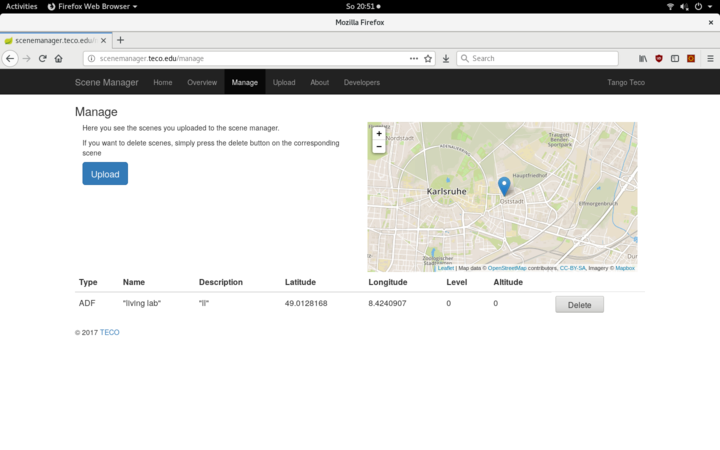 Activities Firefox Web Browser So 20:51
Mozilla Firefox
scenemanager.teco.edu/
scenemanager.teco.edu/manage Search
Scene Manager Home Overview Manage Upload About Developers Tango Teco
Manage
Here you see the scenes you uploaded to the scene manager.
If you want to delete scenes, simply press the delete button on the corresponding
scene
Upload
+
−
Nordstadt
Traugott-
Bender-
Sportpark
Hauptfriedhof
Karlsruhe
Oststadt
Elfmorgenbruch
Zoologischer
Stadtgarten
Leaflet | Map data © OpenStreetMap contributors, CC-BY-SA, Imagery © Mapbox
Type Name Description Latitude Longitude Level Altitude
ADF "living lab" "ll" 49.0128168 8.4240907 0 0 Delete
© 2017 TECO